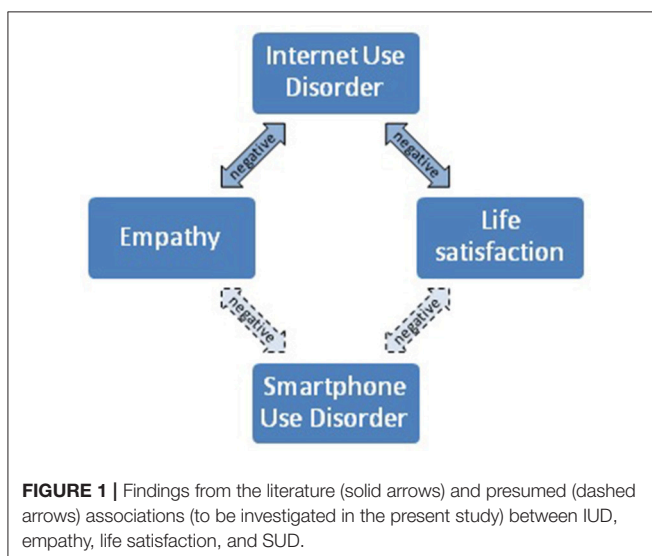 Internet Use
Disorder
negative
negative
Empathy
Life
satisfaction
negative
negative
Smartphone
Use Disorder
FIGURE 1 | Findings from the literature (solid arrows) and presumed (dashed
arrows) associations (to be investigated in the present study) between IUD,
empathy, life satisfaction, and SUD.